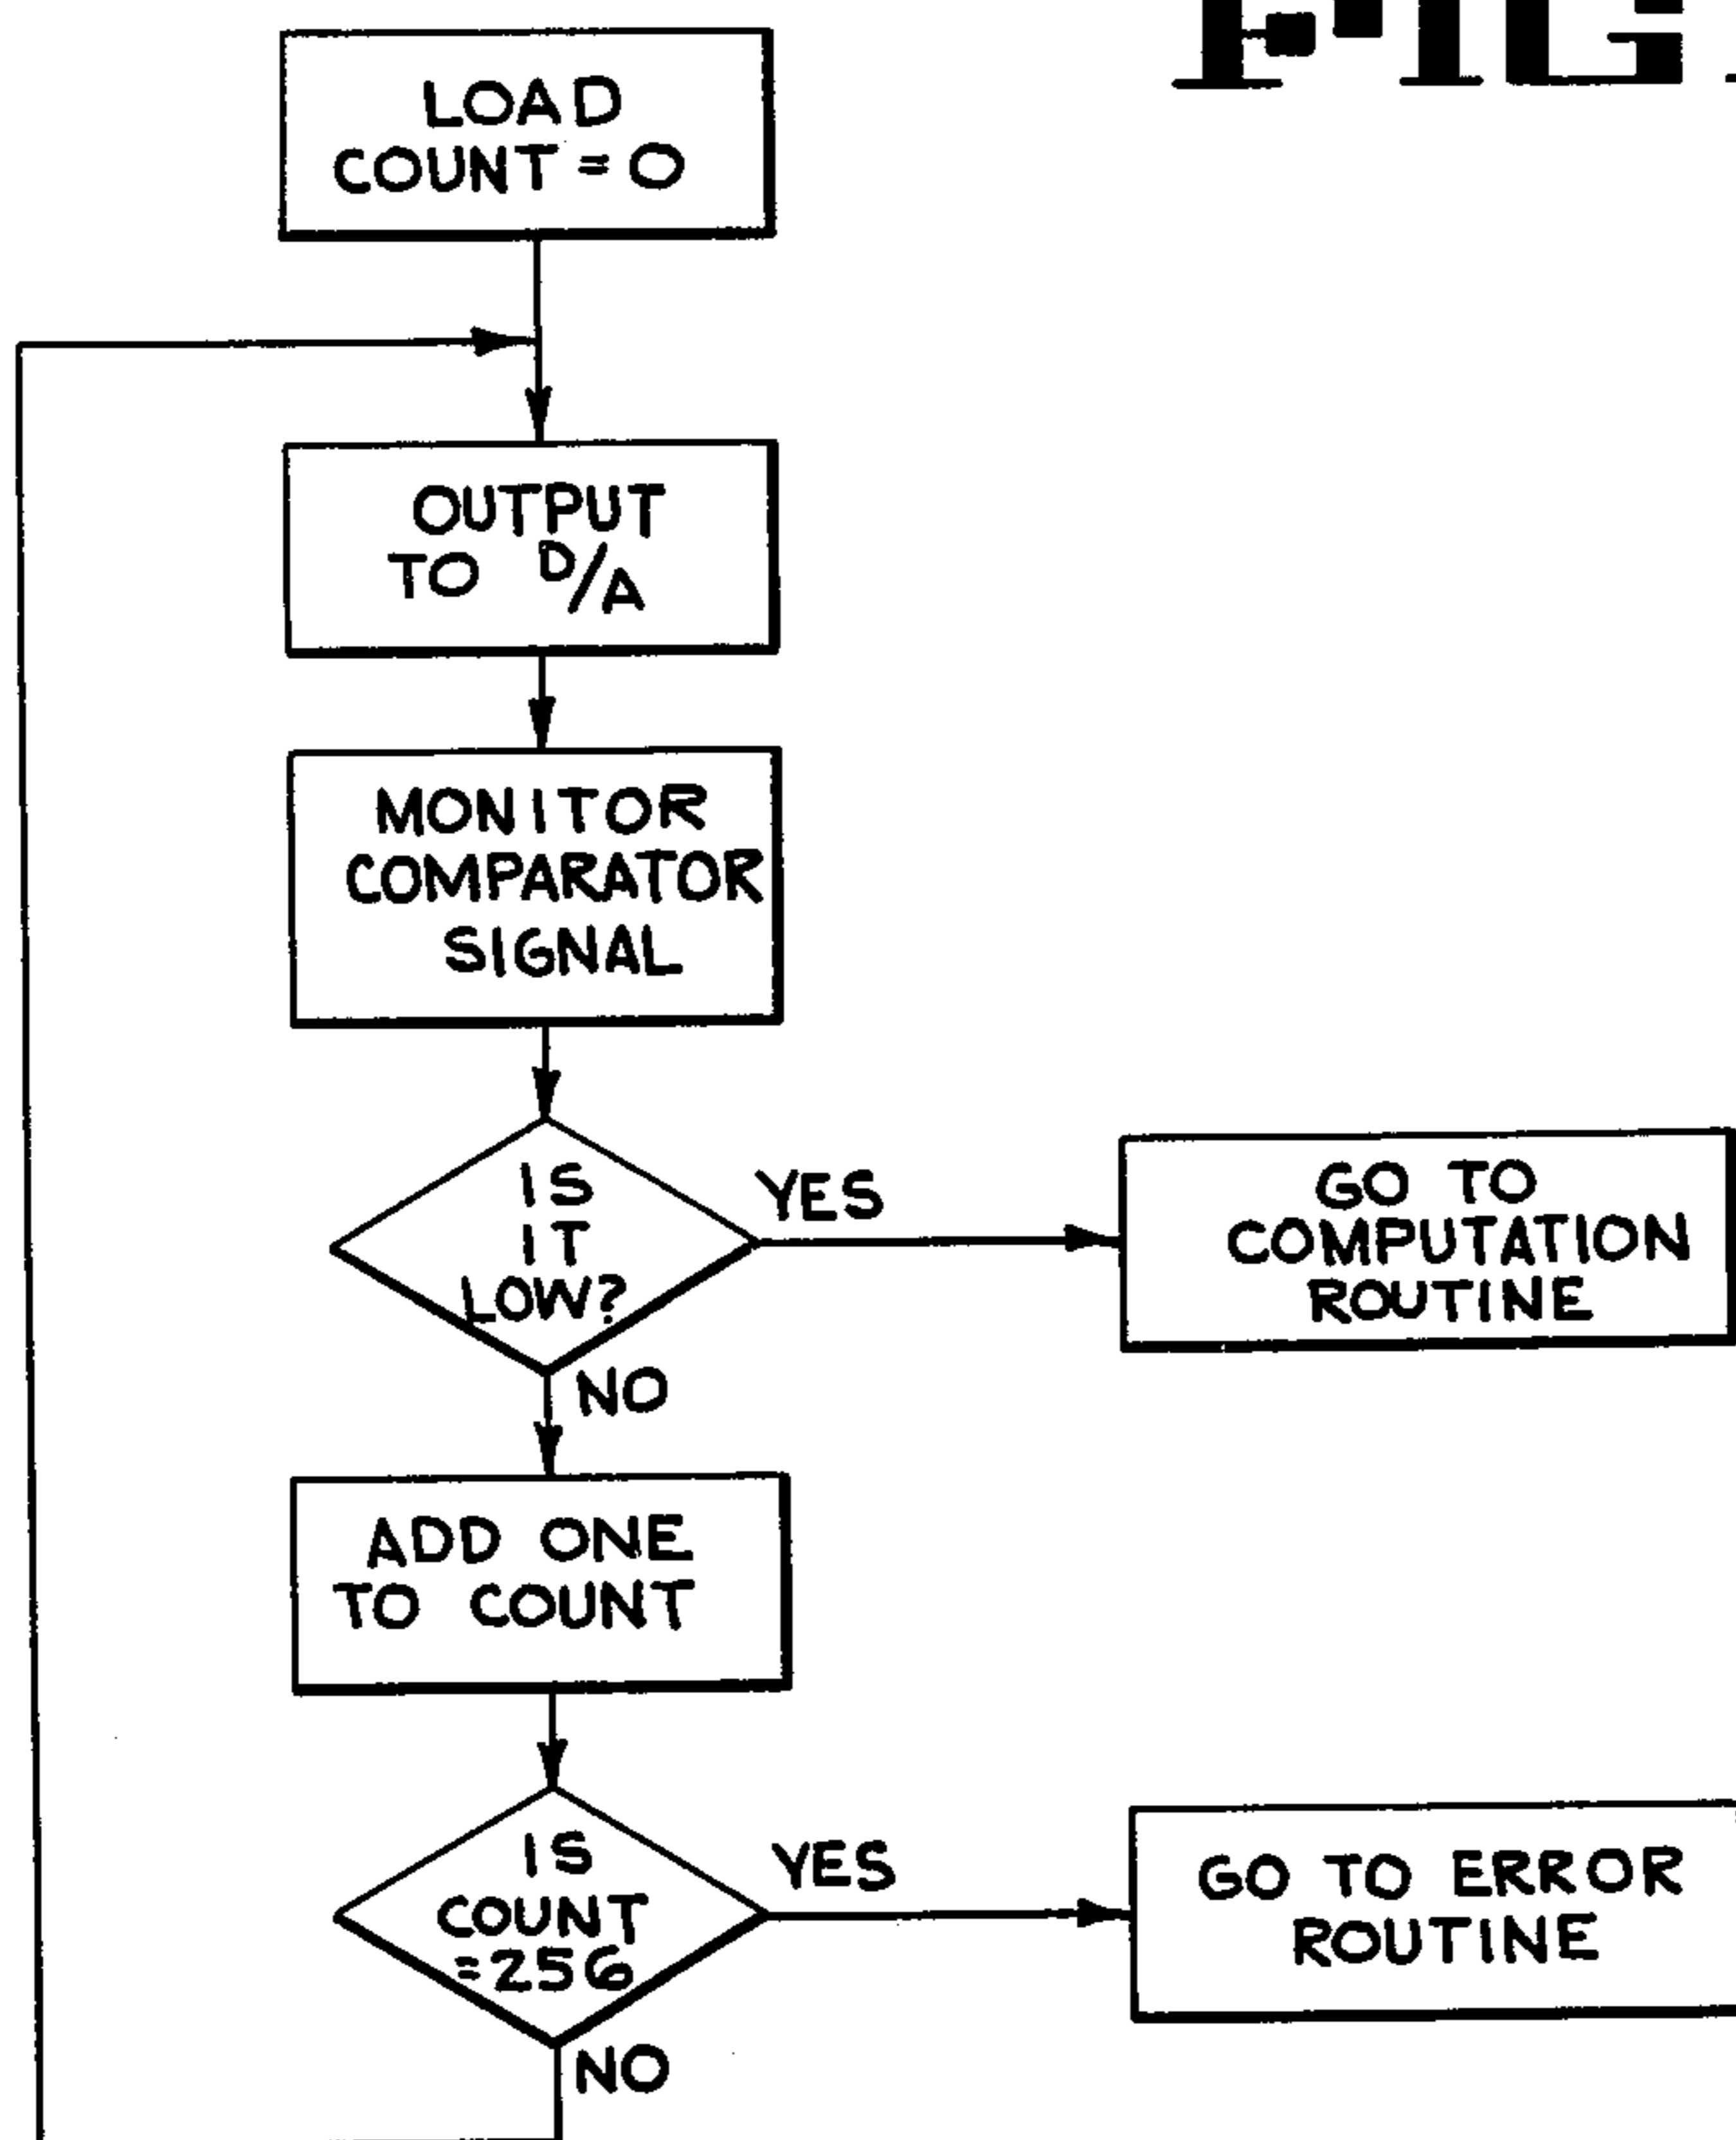 FIG.
LOAD
COUNT = 0
OUTPUT
TO D/A
MONITOR
COMPARATOR
SIGNAL
IS
IT
LOW?
YES
GO TO
COMPUTATION
ROUTINE
NO
ADD ONE
TO COUNT
IS
COUNT
=256
YES
GO TO ERROR
ROUTINE
NO